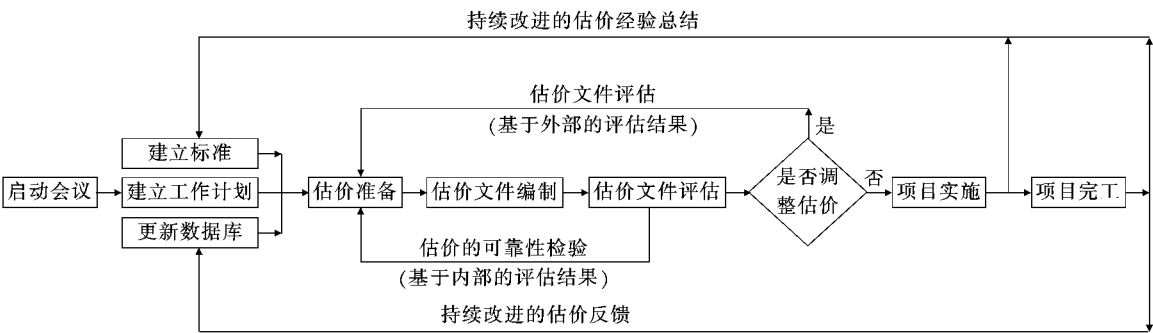 持续改进的估价经验总结
估价文件评估
(基于外部的评估结果)
是
建立标准
启动会议
建立工作计划
估价准备
估价文件编制
估价文件评估
是否调
整估价
否
项目实施
项目完工
更新数据库
估价的可靠性检验
(基于内部的评估结果)
持续改进的估价反馈